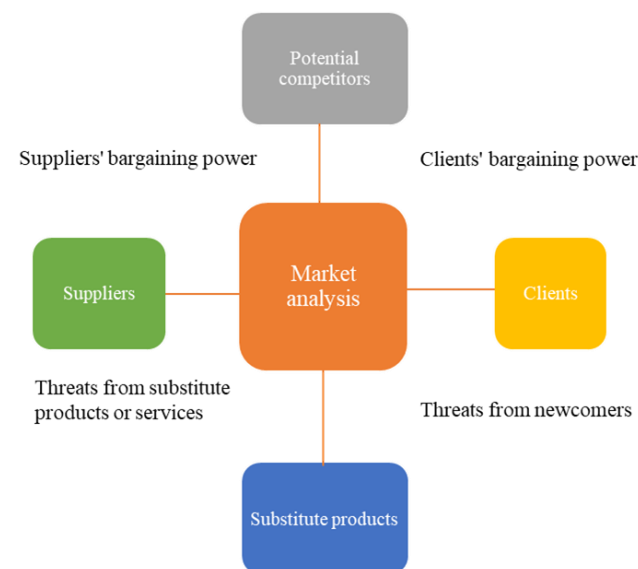 Potential
competitors
Suppliers' bargaining power
Clients' bargaining power
Market
analysis
Suppliers
Clients
Threats from substitute
products or services
Threats from newcomers
Substitute products